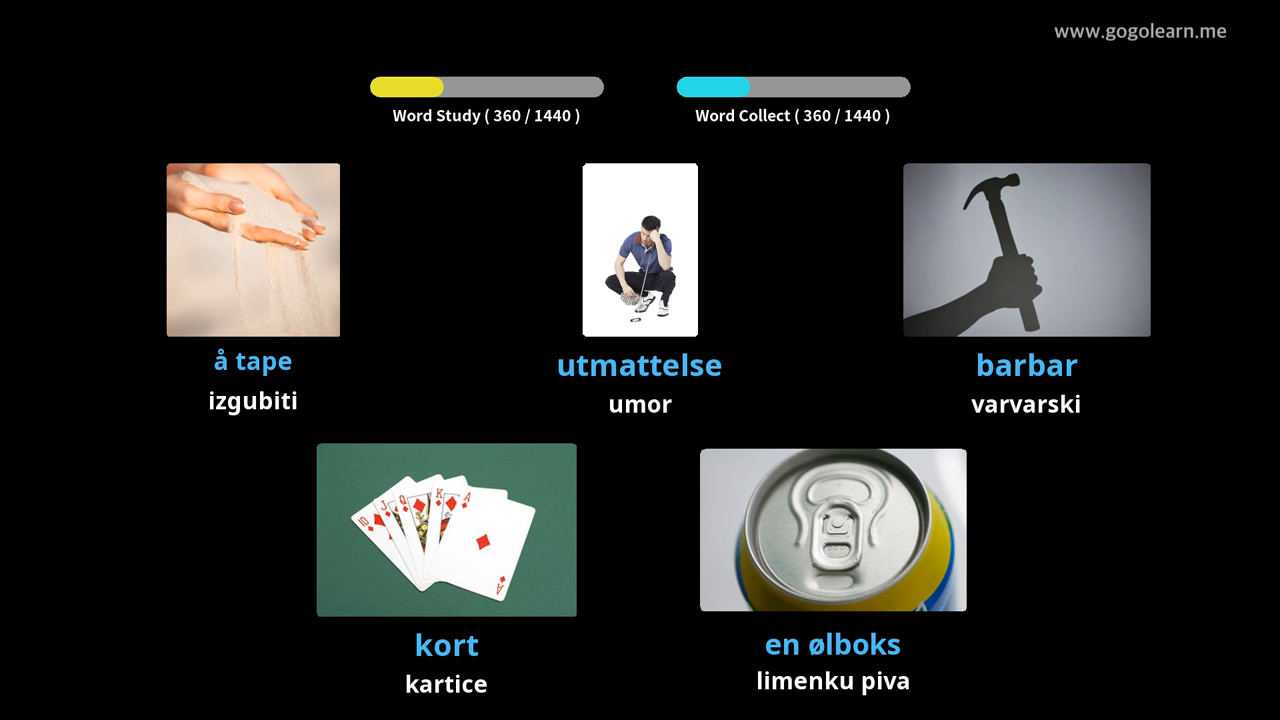 www.gogolearn.me
Word Study ( 360 / 1440 )
Word Collect ( 360 / 1440 )
å tape
izgubiti
utmattelse
umor
barbar
varvarski
10 J Q K A
A
kort
kartice
en ølboks
limenku piva